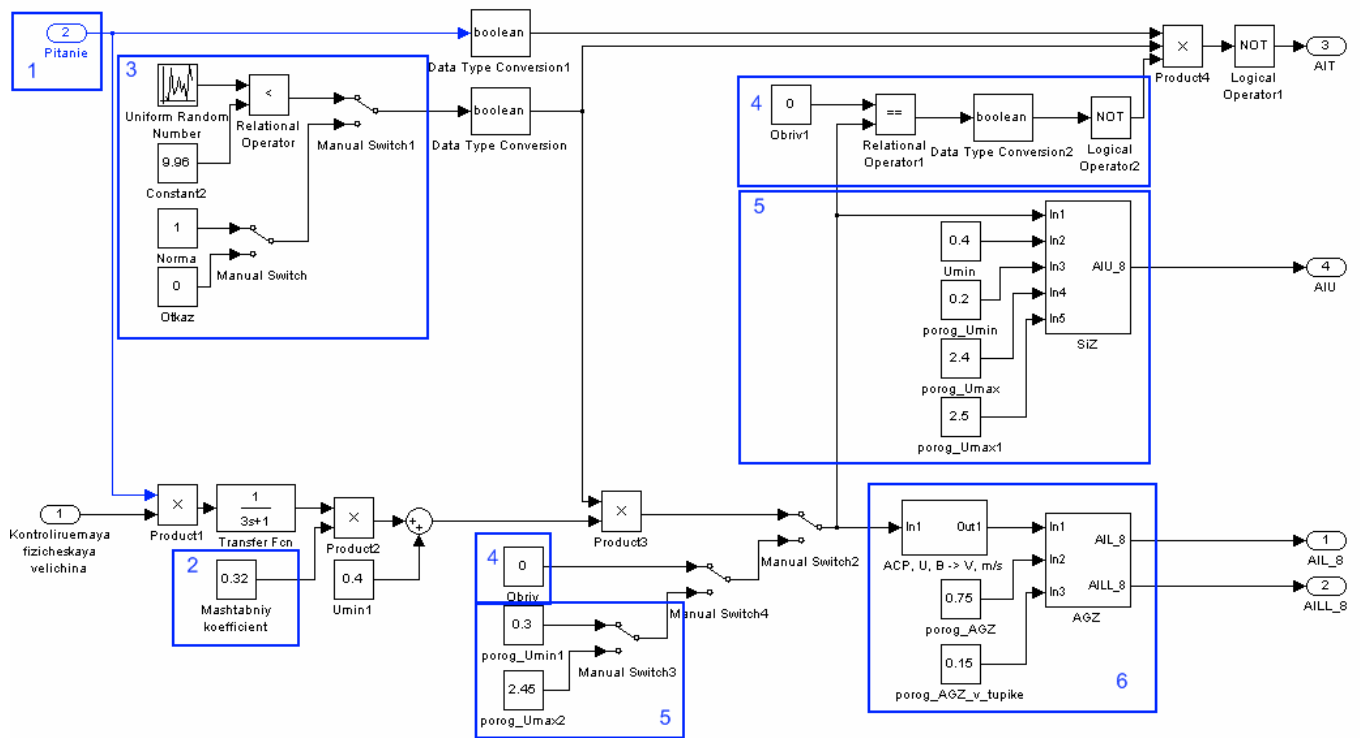 2
Pitanie
1
boolean
Data Type Conversion1
×
Product4
NOT
Logical
Operator1
3
AIT
3
Uniform Random
Number
<
Relational
Operator
9.96
Constant2
Manual Switch1
boolean
Data Type Conversion
1
Norma
0
Otkaz
Manual Switch
4
0
Obriv1
==
Relational
Operator1
boolean
Data Type Conversion2
NOT
Logical
Operator2
5
0.4
Umin
0.2
porog_Umin
2.4
porog_Umax
2.5
porog_Umax1
In1
In2
In3
In4
In5
AIU_8
SiZ
4
AIU
1
Kontroliruemaya
fizicheskaya
velichina
×
Product1
1
3s+1
Transfer Fcn
×
Product2
+
+
2
0.32
Mashtabniy
koefficient
0.4
Umin1
×
Product3
4
0
Obriv
Manual Switch2
Manual Switch4
0.3
porog_Umin1
Manual Switch3
2.45
porog_Umax2
5
In1
Out1
ACP, U, B -> V, m/s
0.75
porog_AGZ
0.15
porog_AGZ_v_tupike
In1
In2
In3
AIL_8
AILL_8
AGZ
6
1
AIL_8
2
AILL_8